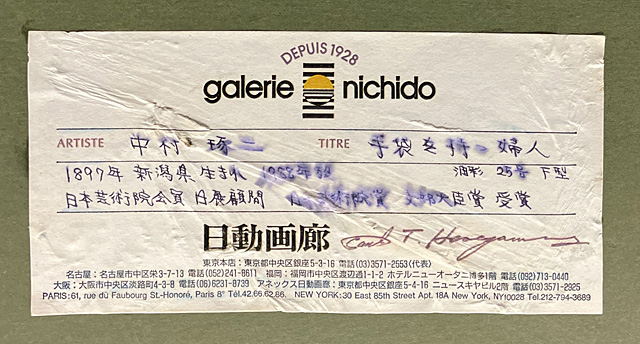 DEPUIS 1928
galerie nichido
ARTISTE 中村 琢二 TITRE 手袋を持つ婦人
1897年 新潟県 生まれ 1988年 油彩 25号 F型
日本芸術院会員 日展顧問 芸術院賞 文部大臣賞 受賞
日動画廊
東京本店：東京都中央区銀座5-3-16 電話(03)3571-2553(代表)
名古屋：名古屋市中区栄3-7-13 電話(052)241-8611 福岡：福岡市中央区渡辺通1-1-2 ホテルニューオータニ博多1階 電話(092)713-0440
大阪：大阪市中央区淡路町4-3-8 電話(06)6231-8739 アネックス日動画廊：東京都中央区銀座5-4-16 ニュースキヤビル2階 電話(03)3571-2925
PARIS:61, rue du Faubourg St.-Honoré, Paris 8e Tél.42.66.62.86. NEW YORK:30 East 85th Street Apt. 18A New York, NY10028 Tel.212-794-3689